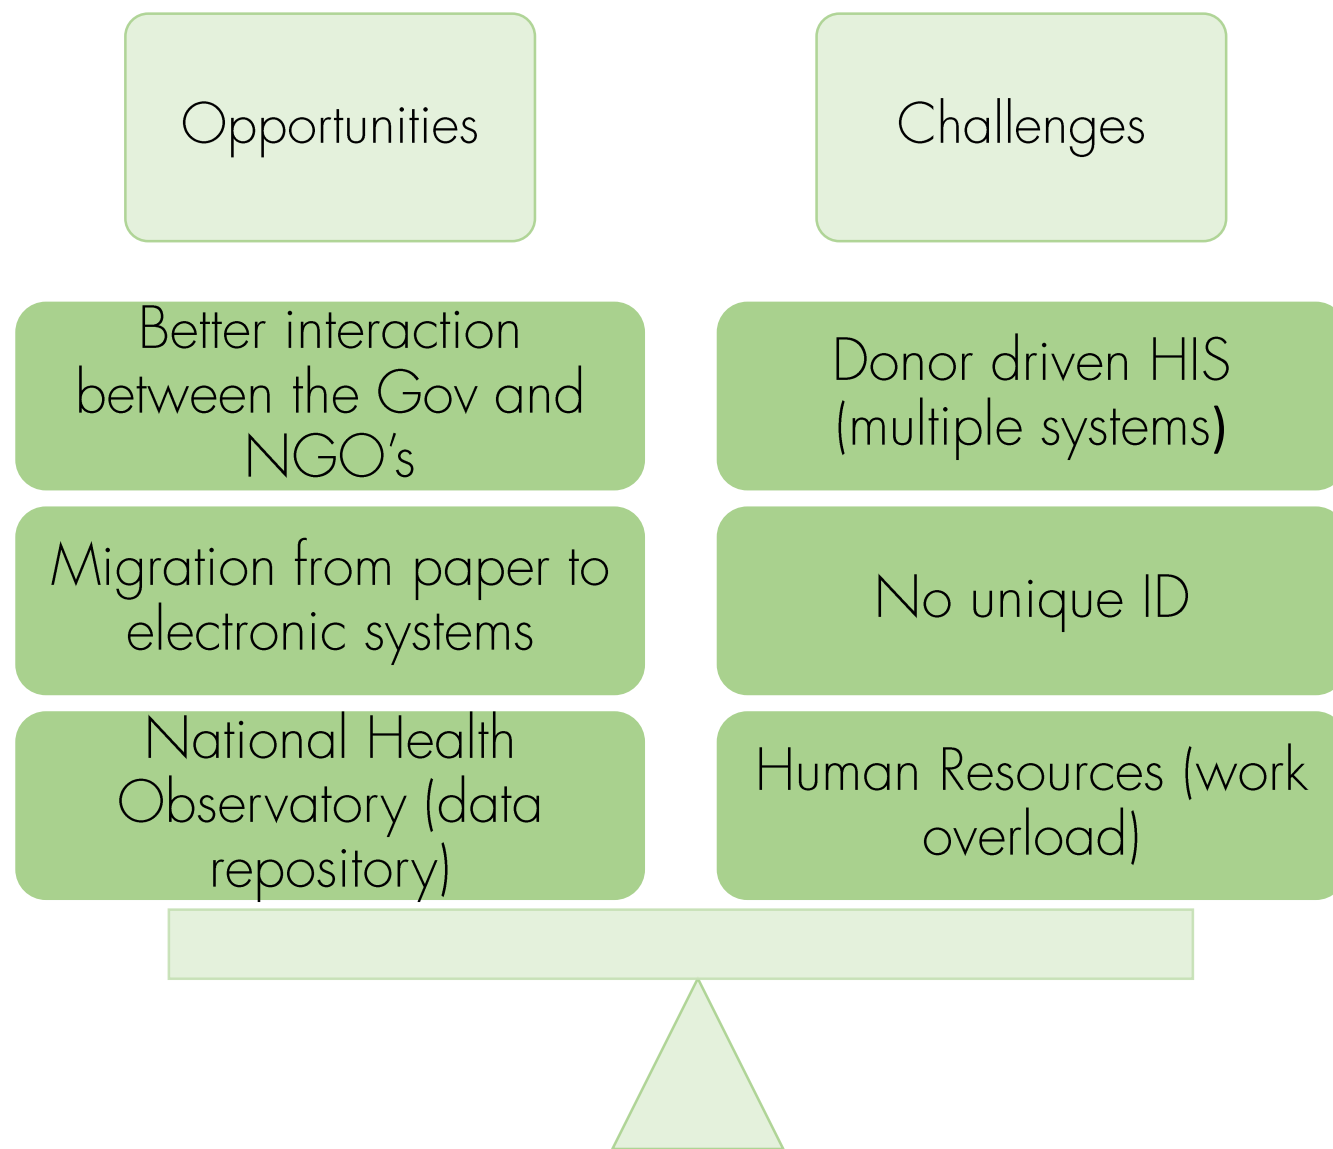 Opportunities
Better interaction
between the Gov and
NGO’s
Migration from paper to
electronic systems
National Health
Observatory (data
repository)
Challenges
Donor driven HIS
(multiple systems)
No unique ID
Human Resources (work
overload)